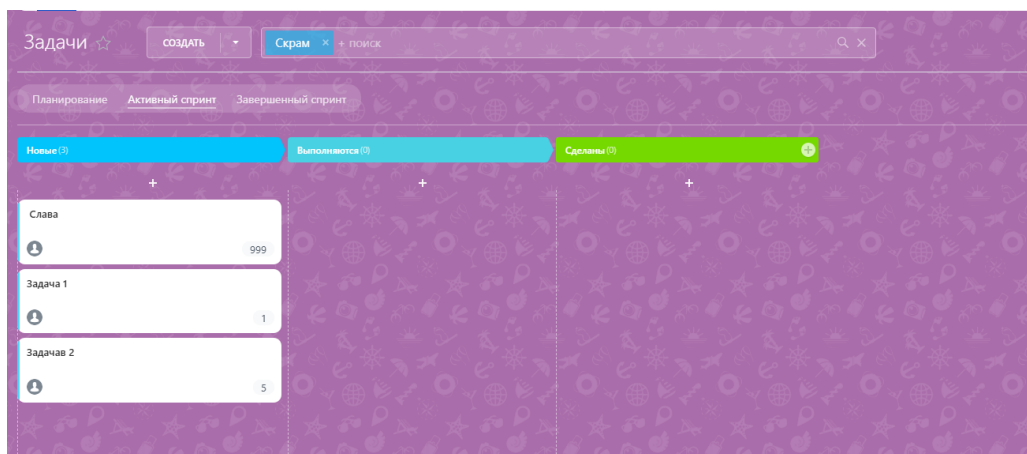 Задачи СОЗДАТЬ Скрам × + поиск
Планирование Активный спринт Завершенный спринт
Новые (3) Выполняются (0) Сделаны (0)
+ + +
Слава
999
Задача 1
1
Задачав 2
5